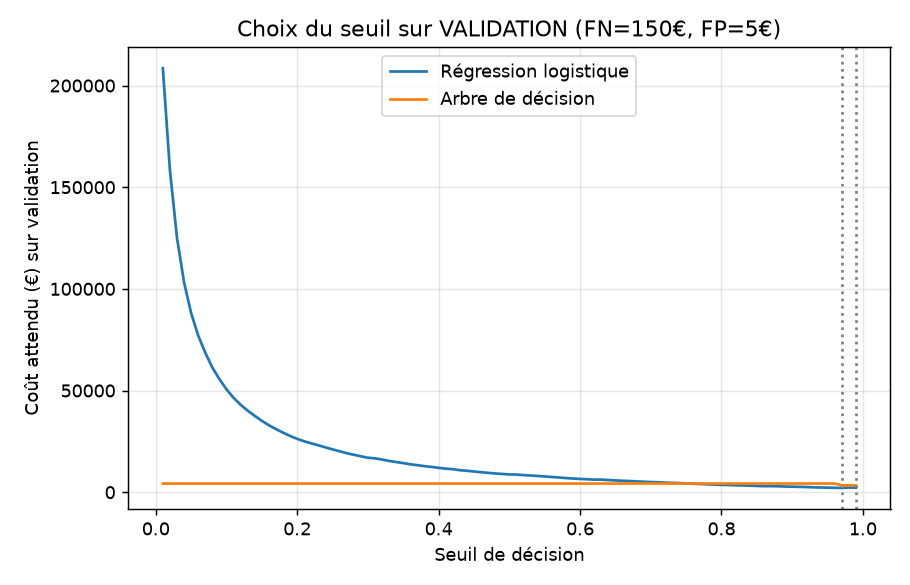 Choix du seuil sur VALIDATION (FN=150€, FP=5€)
Régression logistique
Arbre de décision
Coût attendu (€) sur validation
200000
150000
100000
50000
0
0.0
0.2
0.4
0.6
0.8
1.0
Seuil de décision